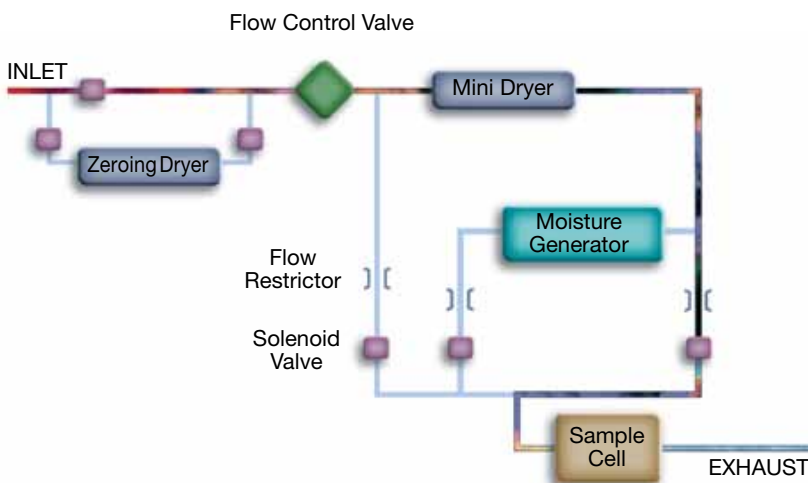 Flow Control Valve
INLET
Mini Dryer
Zeroing Dryer
Moisture
Generator
Flow
Restrictor
Solenoid
Valve
Sample
Cell
EXHAUST